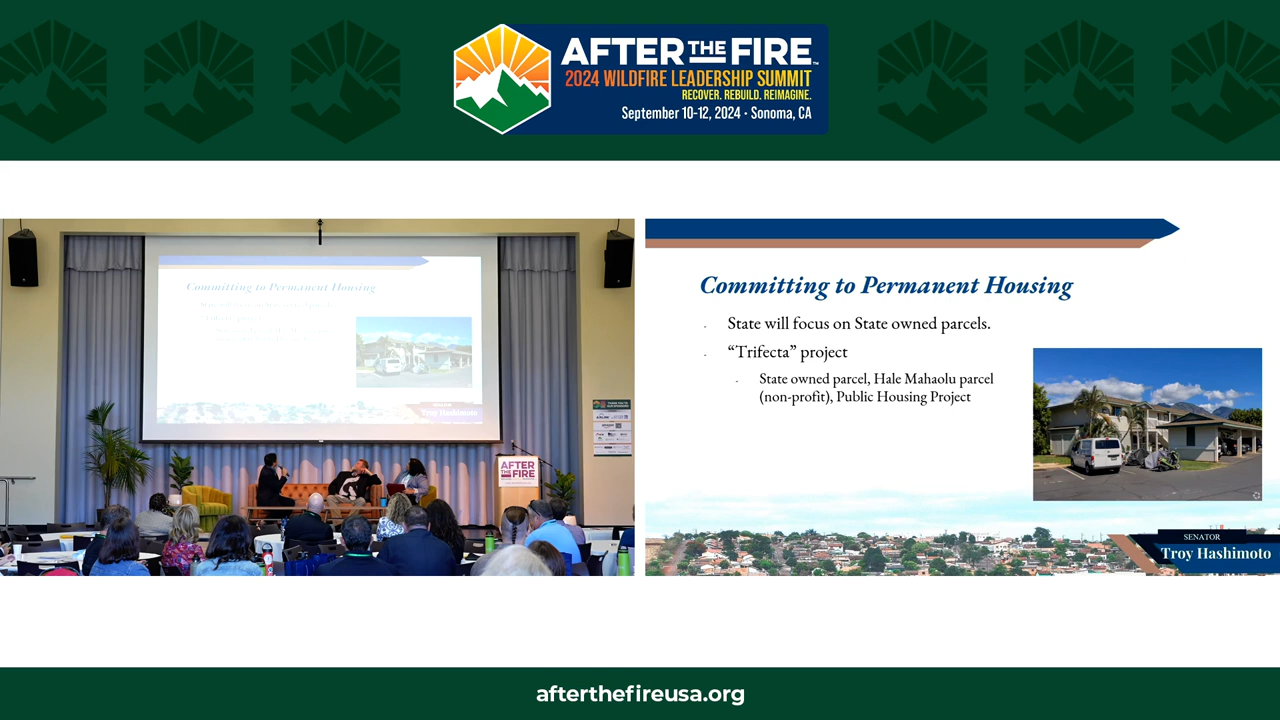 AFTER THE FIRE™
2024 WILDFIRE LEADERSHIP SUMMIT
RECOVER. REBUILD. REIMAGINE.
September 10-12, 2024 · Sonoma, CA
Committing to Permanent Housing
Troy Hashimoto
AFTER
THE FIRE
Committing to Permanent Housing
- State will focus on State owned parcels.
- “Trifecta” project
- State owned parcel, Hale Mahaolu parcel
(non-profit), Public Housing Project
SENATOR
Troy Hashimoto
afterthefireusa.org